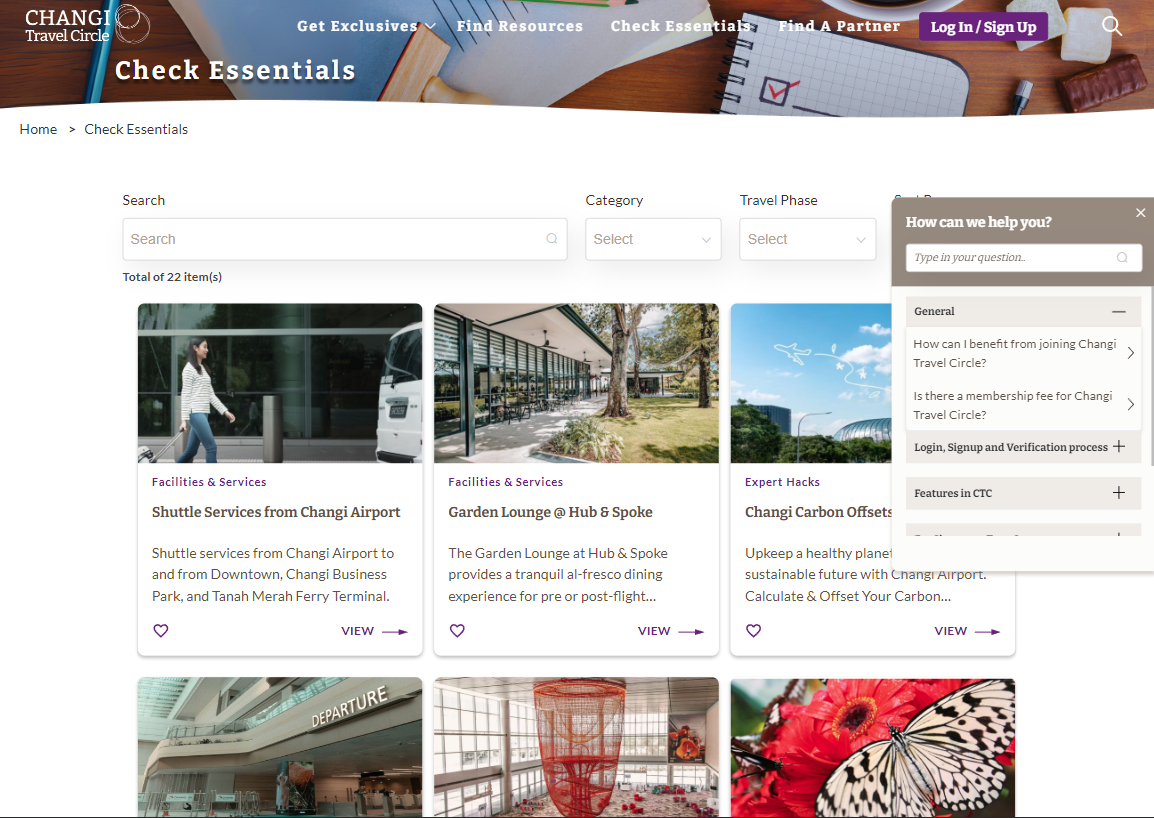 CHANGI
Travel Circle
Get Exclusives
Find Resources
Check Essentials
Find A Partner
Log In / Sign Up
Check Essentials
Home > Check Essentials
Search
Category
Travel Phase
Search
Select
Select
Total of 22 item(s)
How can we help you?
Type in your question..
General
How can I benefit from joining Changi
Travel Circle?
Is there a membership fee for Changi
Travel Circle?
Login, Signup and Verification process
Features in CTC
Facilities & Services
Shuttle Services from Changi Airport
Shuttle services from Changi Airport to
and from Downtown, Changi Business
Park, and Tanah Merah Ferry Terminal.
VIEW
Facilities & Services
Garden Lounge @ Hub & Spoke
The Garden Lounge at Hub & Spoke
provides a tranquil al-fresco dining
experience for pre or post-flight...
VIEW
Expert Hacks
Changi Carbon Offsets
Upkeep a healthy planet
sustainable future with Changi Airport.
Calculate & Offset Your Carbon...
VIEW
DEPARTURE